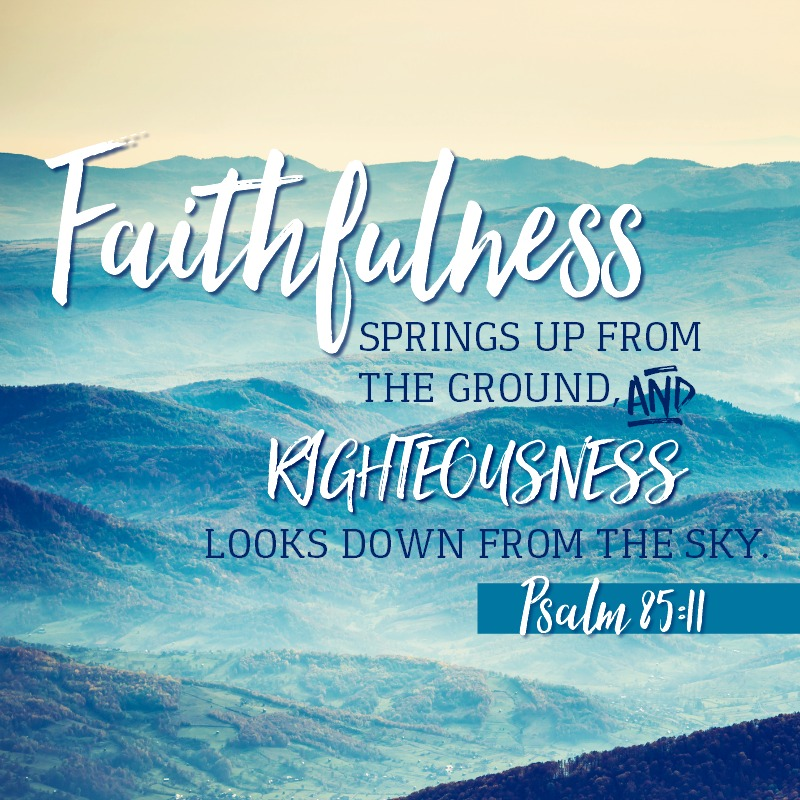 Faithfulness
SPRINGS UP FROM
THE GROUND, AND
RIGHTEOUSNESS
LOOKS DOWN FROM THE SKY.
Psalm 85:11